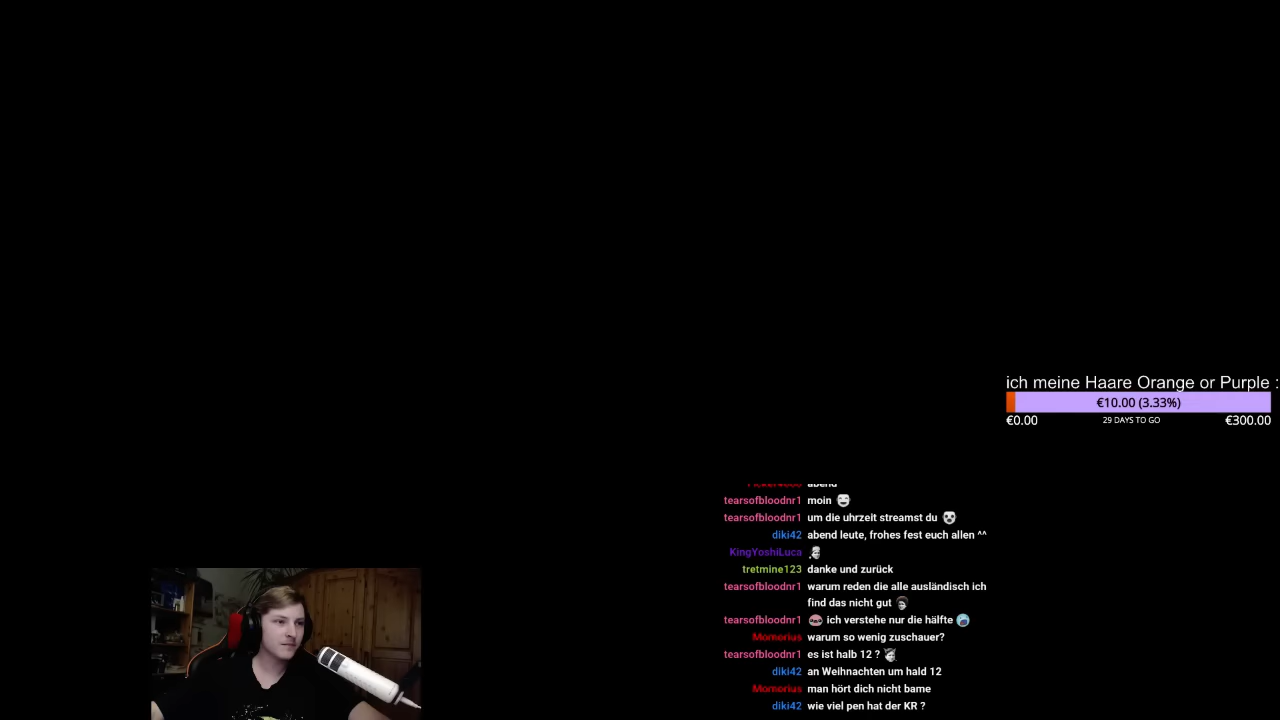 ich meine Haare Orange or Purple :
€10.00 (3.33%)
€0.00 29 DAYS TO GO €300.00
abend
tearsofbloodnr1 moin
tearsofbloodnr1 um die uhrzeit streamst du
diki42 abend leute, frohes fest euch allen ^^
KingYoshiLuca
tretmine123 danke und zurück
tearsofbloodnr1 warum reden die alle ausländisch ich
find das nicht gut
tearsofbloodnr1 ich verstehe nur die hälfte
Momorius warum so wenig zuschauer?
tearsofbloodnr1 es ist halb 12 ?
diki42 an Weihnachten um hald 12
Momorius man hört dich nicht bame
diki42 wie viel pen hat der KR ?